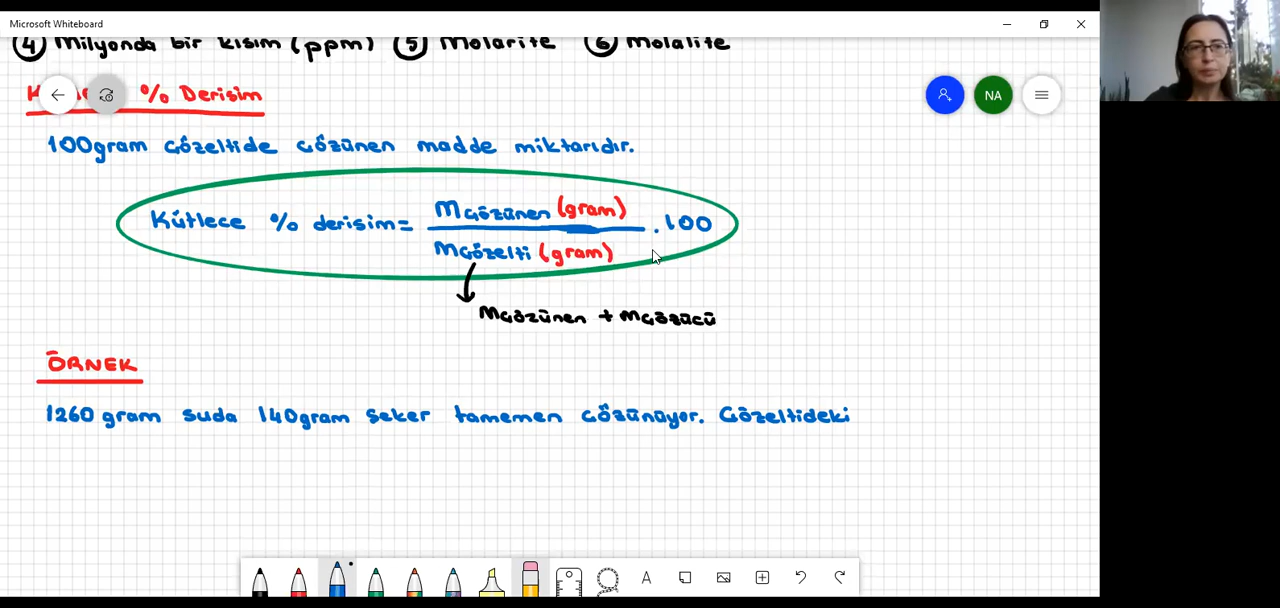 Microsoft Whiteboard
④ Milyonda bir kısım (ppm) ⑤ Molarite ⑥ Molalite
% Derisim
NA
100gram çözeltide çözünen madde miktarıdır.
Kütlece % derisim = mçözünen (gram) / mçözelti (gram) . 100
mçözünen + mçözücü
ÖRNEK
1260 gram suda 140gram şeker tamemen çözünüyor. Çözeltideki
A